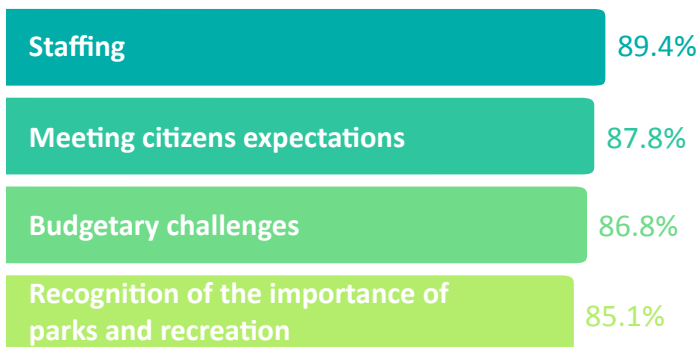 Staffing 89.4%
Meeting citizens expectations 87.8%
Budgetary challenges 86.8%
Recognition of the importance of
parks and recreation 85.1%